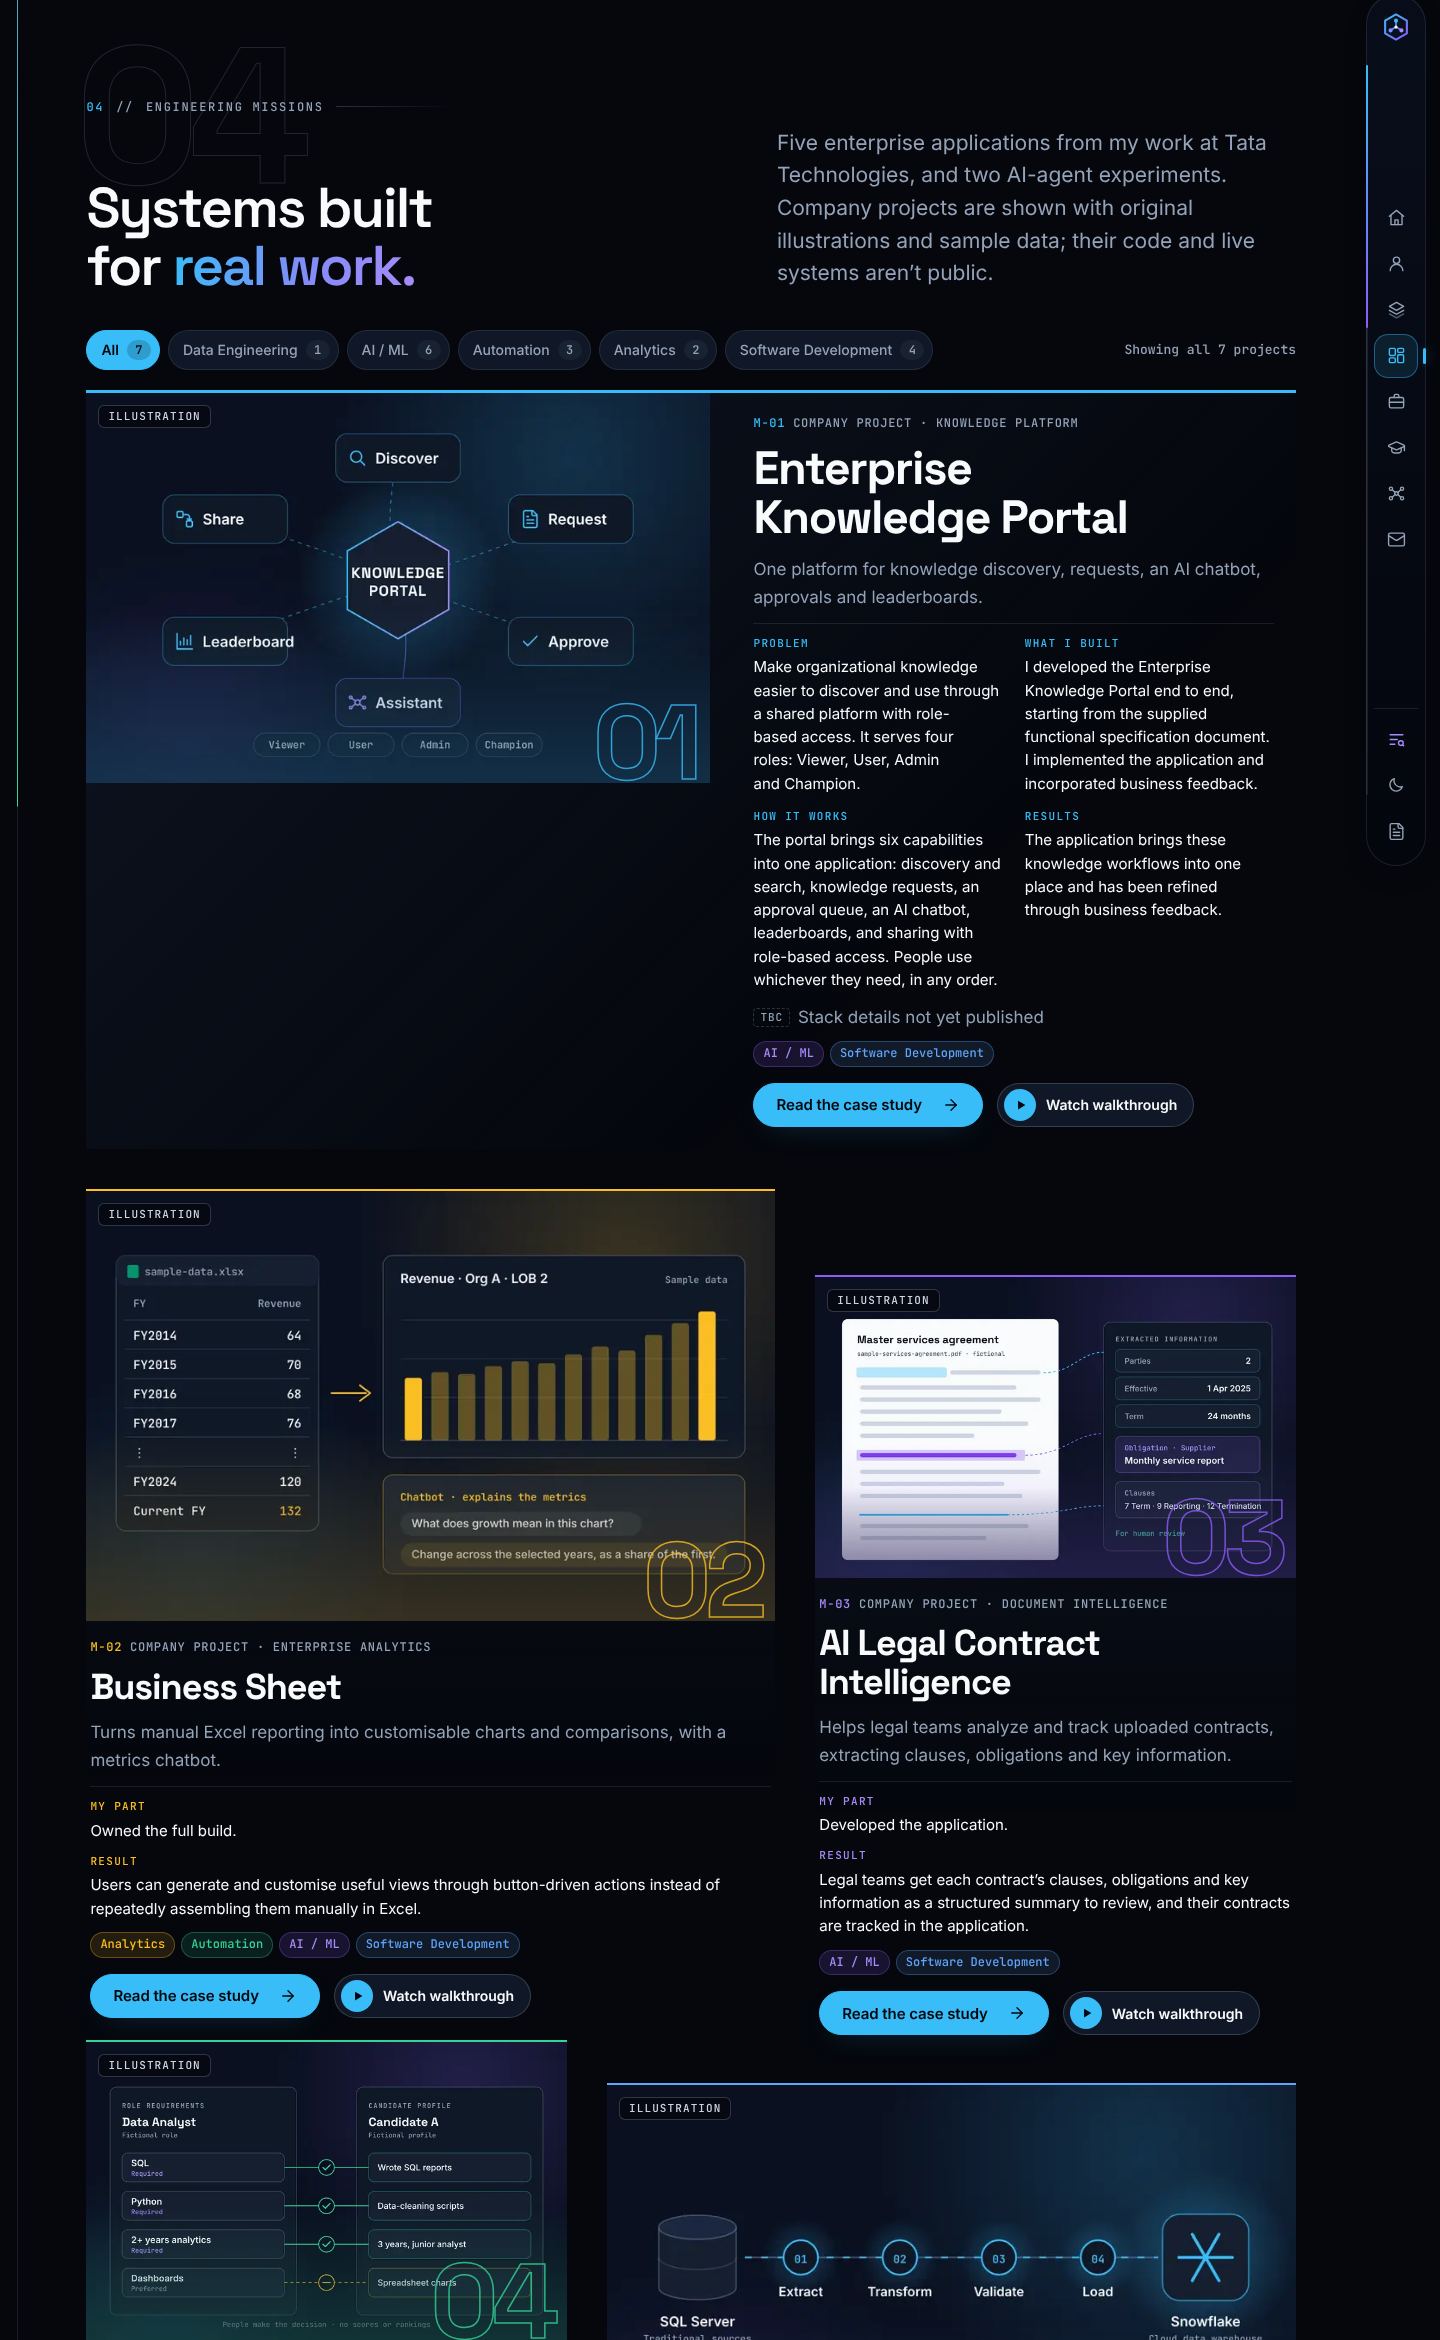 04
04 // ENGINEERING MISSIONS
Systems built
for real work.
Five enterprise applications from my work at Tata
Technologies, and two AI-agent experiments.
Company projects are shown with original
illustrations and sample data; their code and live
systems aren’t public.
All 7
Data Engineering 1
AI / ML 6
Automation 3
Analytics 2
Software Development 4
Showing all 7 projects
ILLUSTRATION
Discover
Share
Request
KNOWLEDGE
PORTAL
Leaderboard
Approve
Assistant
Viewer
User
Admin
Champion
01
M-01 COMPANY PROJECT · KNOWLEDGE PLATFORM
Enterprise
Knowledge Portal
One platform for knowledge discovery, requests, an AI chatbot,
approvals and leaderboards.
PROBLEM
Make organizational knowledge
easier to discover and use through
a shared platform with role-
based access. It serves four
roles: Viewer, User, Admin
and Champion.
WHAT I BUILT
I developed the Enterprise
Knowledge Portal end to end,
starting from the supplied
functional specification document.
I implemented the application and
incorporated business feedback.
HOW IT WORKS
The portal brings six capabilities
into one application: discovery and
search, knowledge requests, an
approval queue, an AI chatbot,
leaderboards, and sharing with
role-based access. People use
whichever they need, in any order.
RESULTS
The application brings these
knowledge workflows into one
place and has been refined
through business feedback.
TBC Stack details not yet published
AI / ML
Software Development
Read the case study →
Watch walkthrough
ILLUSTRATION
sample-data.xlsx
FY Revenue
FY2014 64
FY2015 70
FY2016 68
FY2017 76
⋮ ⋮
FY2024 120
Current FY 132
Revenue · Org A · LOB 2
Sample data
Chatbot · explains the metrics
What does growth mean in this chart?
Change across the selected years, as a share of the first.
02
M-02 COMPANY PROJECT · ENTERPRISE ANALYTICS
Business Sheet
Turns manual Excel reporting into customisable charts and comparisons, with a
metrics chatbot.
MY PART
Owned the full build.
RESULT
Users can generate and customise useful views through button-driven actions instead of
repeatedly assembling them manually in Excel.
Analytics
Automation
AI / ML
Software Development
Read the case study →
Watch walkthrough
ILLUSTRATION
Master services agreement
sample-services-agreement.pdf · fictional
EXTRACTED INFORMATION
Parties 2
Effective 1 Apr 2025
Term 24 months
Obligation · Supplier
Monthly service report
Clauses
7 Term · 9 Reporting · 12 Termination
For human review
03
M-03 COMPANY PROJECT · DOCUMENT INTELLIGENCE
AI Legal Contract
Intelligence
Helps legal teams analyze and track uploaded contracts,
extracting clauses, obligations and key information.
MY PART
Developed the application.
RESULT
Legal teams get each contract’s clauses, obligations and key
information as a structured summary to review, and their contracts
are tracked in the application.
AI / ML
Software Development
Read the case study →
Watch walkthrough
ILLUSTRATION
ROLE REQUIREMENTS
Data Analyst
Fictional role
CANDIDATE PROFILE
Candidate A
Fictional profile
SQL
Required
Wrote SQL reports
Python
Required
Data-cleaning scripts
2+ years analytics
Required
3 years, junior analyst
Dashboards
Preferred
Spreadsheet charts
People make the decision · no scores or rankings
04
ILLUSTRATION
01
02
03
04
Extract
Transform
Validate
Load
SQL Server
Traditional sources
Snowflake
Cloud data warehouse